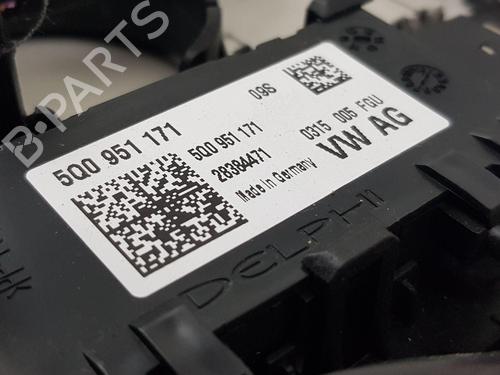 B-PARTS
09S
5Q0 951 171
5Q0 951 171
28384471
Made in Germany
0315 005 FGU
VW AG
DELPHI